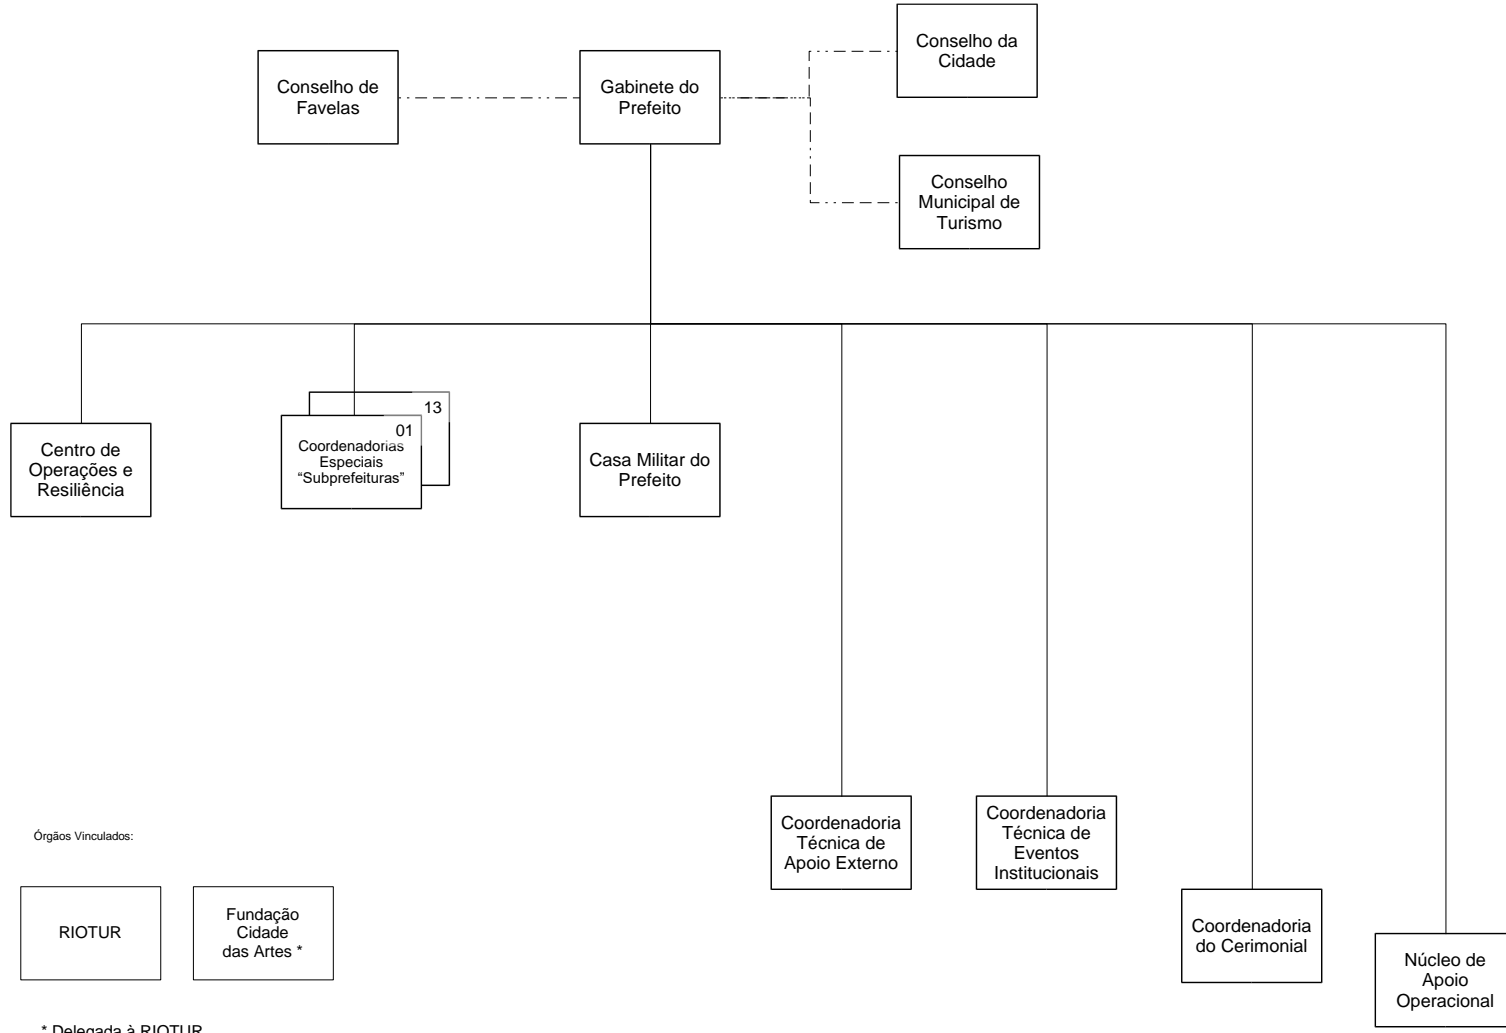 Conselho da
Cidade
Conselho de
Favelas
Gabinete do
Prefeito
Conselho
Municipal de
Turismo
13
01
Coordenadorias
Especiais
“Subprefeituras”
Centro de
Operações e
Resiliência
Casa Militar do
Prefeito
Coordenadoria
Técnica de
Apoio Externo
Coordenadoria
Técnica de
Eventos
Institucionais
Coordenadoria
do Cerimonial
Núcleo de
Apoio
Operacional
Órgãos Vinculados:
RIOTUR
Fundação
Cidade
das Artes *
* Delegada à RIOTUR